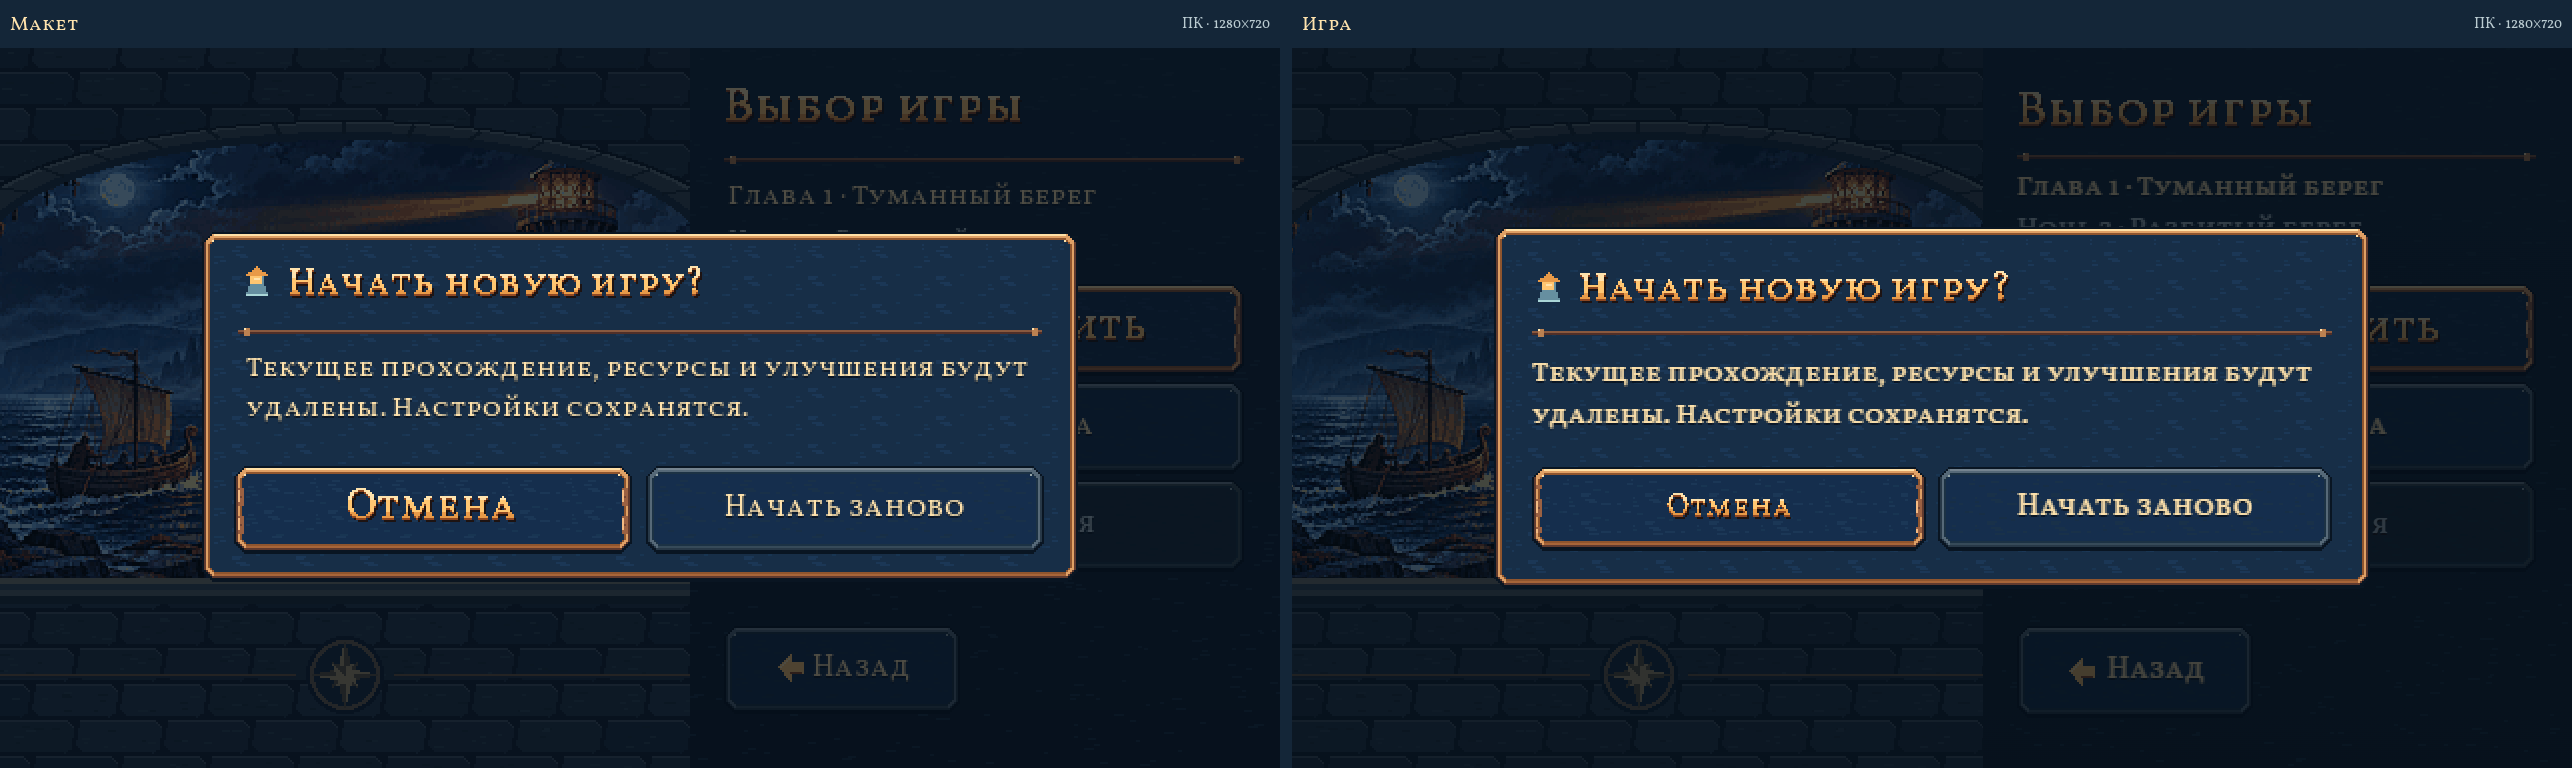 Макет
ПК · 1280×720
Выбор игры
Глава 1 · Туманный берег
Начать новую игру?
ить
Текущее прохождение, ресурсы и улучшения будут
удалены. Настройки сохранятся.
а
Отмена
Начать заново
я
Назад
Игра
ПК · 1280×720
Выбор игры
Глава 1 · Туманный берег
Начать новую игру?
ить
Текущее прохождение, ресурсы и улучшения будут
удалены. Настройки сохранятся.
а
Отмена
Начать заново
я
Назад